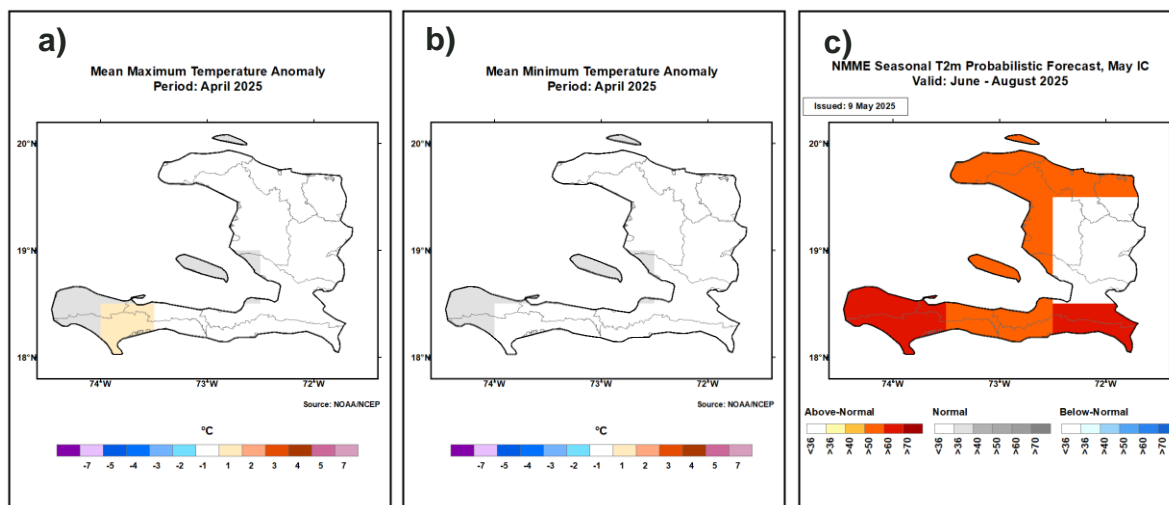 a)
Mean Maximum Temperature Anomaly
Period: April 2025
20°N
19°N
18°N
74°W
73°W
72°W
Source: NOAA/NCEP
°C
-7 -5 -4 -3 -2 -1 1 2 3 4 5 7
b)
Mean Minimum Temperature Anomaly
Period: April 2025
20°N
19°N
18°N
74°W
73°W
72°W
Source: NOAA/NCEP
°C
-7 -5 -4 -3 -2 -1 1 2 3 4 5 7
c)
NMME Seasonal T2m Probabilistic Forecast, May IC
Valid: June - August 2025
Issued: 9 May 2025
20°N
19°N
18°N
74°W
73°W
72°W
Above-Normal
<36 >36 >40 >50 >60 >70
Normal
<36 >36 >40 >50 >60 >70
Below-Normal
<36 >36 >40 >50 >60 >70